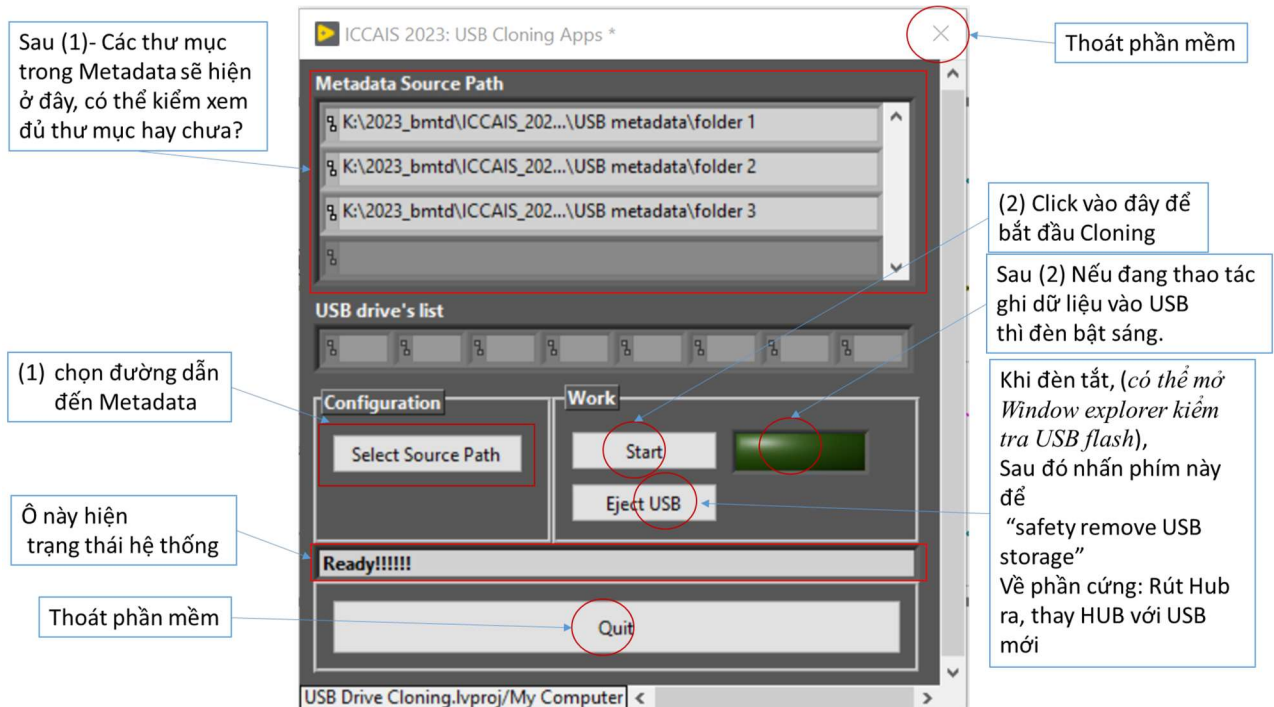 Sau (1)- Các thư mục
trong Metadata sẽ hiện
ở đây, có thể kiểm xem
đủ thư mục hay chưa?
ICCAIS 2023: USB Cloning Apps *
Thoát phần mềm
Metadata Source Path
K:\2023_bmtd\ICCAIS_202...\USB metadata\folder 1
K:\2023_bmtd\ICCAIS_202...\USB metadata\folder 2
K:\2023_bmtd\ICCAIS_202...\USB metadata\folder 3
(2) Click vào đây để
bắt đầu Cloning
Sau (2) Nếu đang thao tác
ghi dữ liệu vào USB
thì đèn bật sáng.
USB drive's list
(1) chọn đường dẫn
đến Metadata
Configuration
Select Source Path
Work
Start
Eject USB
Khi đèn tắt, (có thể mở
Window explorer kiểm
tra USB flash),
Sau đó nhấn phím này
để
“safety remove USB
storage”
Về phần cứng: Rút Hub
ra, thay HUB với USB
mới
Ô này hiện
trạng thái hệ thống
Ready!!!!!!
Thoát phần mềm
Quit
USB Drive Cloning.lvproj/My Computer